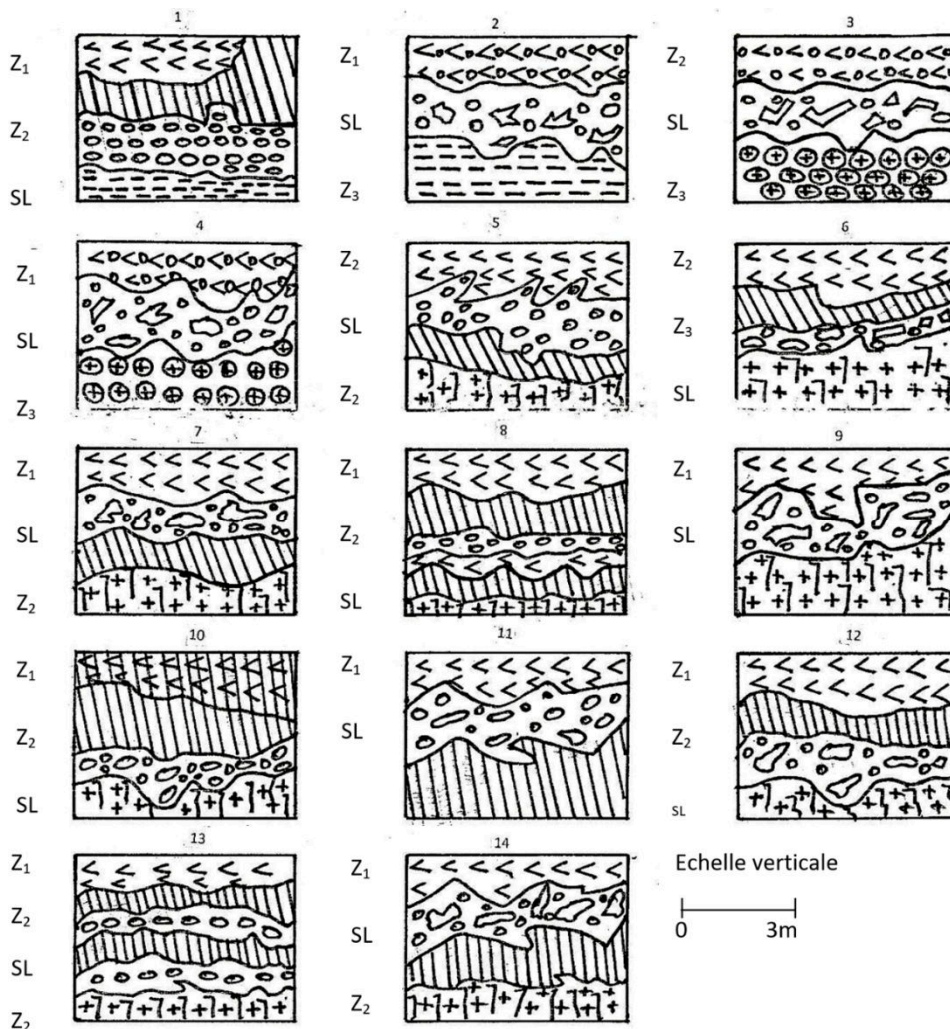 1 2 3
Z₁ Z₁ Z₂
Z₂ SL SL
SL Z₃ Z₃
4 5 6
Z₁ Z₂ Z₂
SL SL Z₃
Z₃ Z₂ SL
7 8 9
Z₁ Z₁ Z₁
SL Z₂ SL
Z₂ SL
10 11 12
Z₁ Z₁ Z₁
Z₂ SL Z₂
SL SL
13 14
Z₁ Z₁
Z₂ SL
SL Z₂
Z₂
Echelle verticale
0 3m